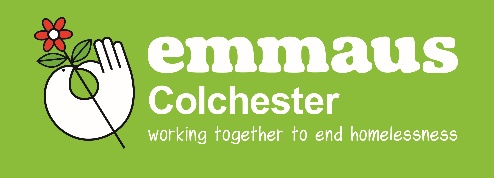 emmaus
Colchester
working together to end homelessness